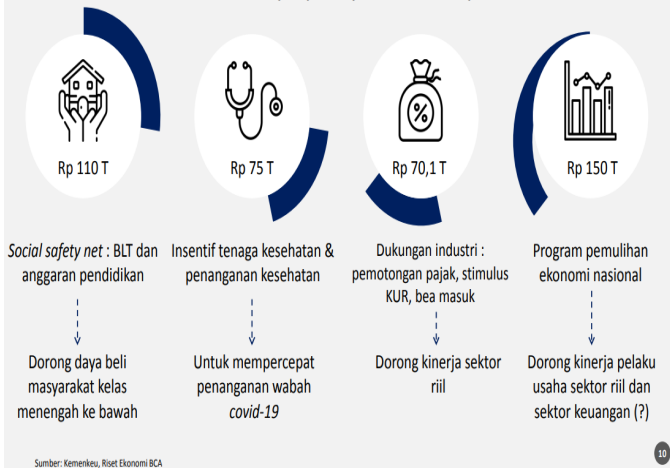 Rp 110 T
Rp 75 T
Rp 70,1 T
Rp 150 T
Social safety net : BLT dan
anggaran pendidikan
Insentif tenaga kesehatan &
penanganan kesehatan
Dukungan industri :
pemotongan pajak, stimulus
KUR, bea masuk
Program pemulihan
ekonomi nasional
Dorong daya beli
masyarakat kelas
menengah ke bawah
Untuk mempercepat
penanganan wabah
covid-19
Dorong kinerja sektor
riil
Dorong kinerja pelaku
usaha sektor riil dan
sektor keuangan (?)
Sumber: Kemenkeu, Riset Ekonomi BCA
10